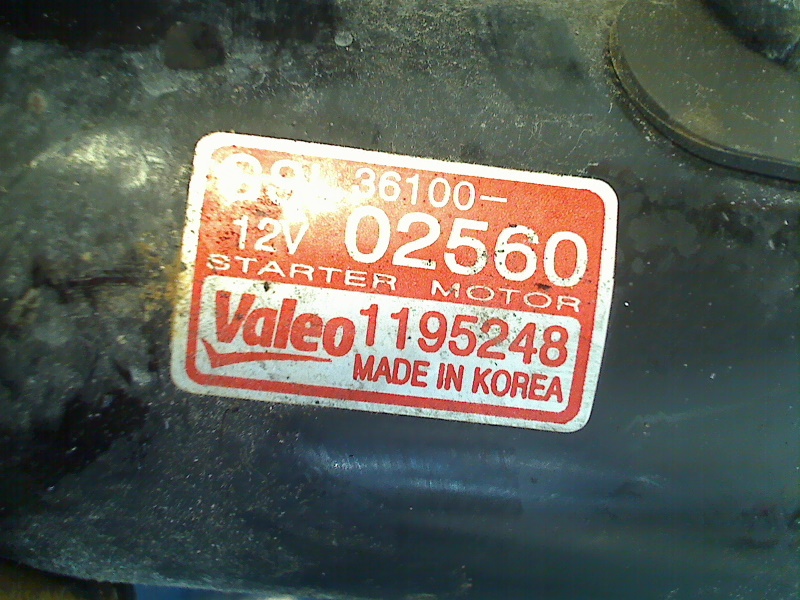 36100-
12V 02560
STARTER MOTOR
Valeo 1195248
MADE IN KOREA